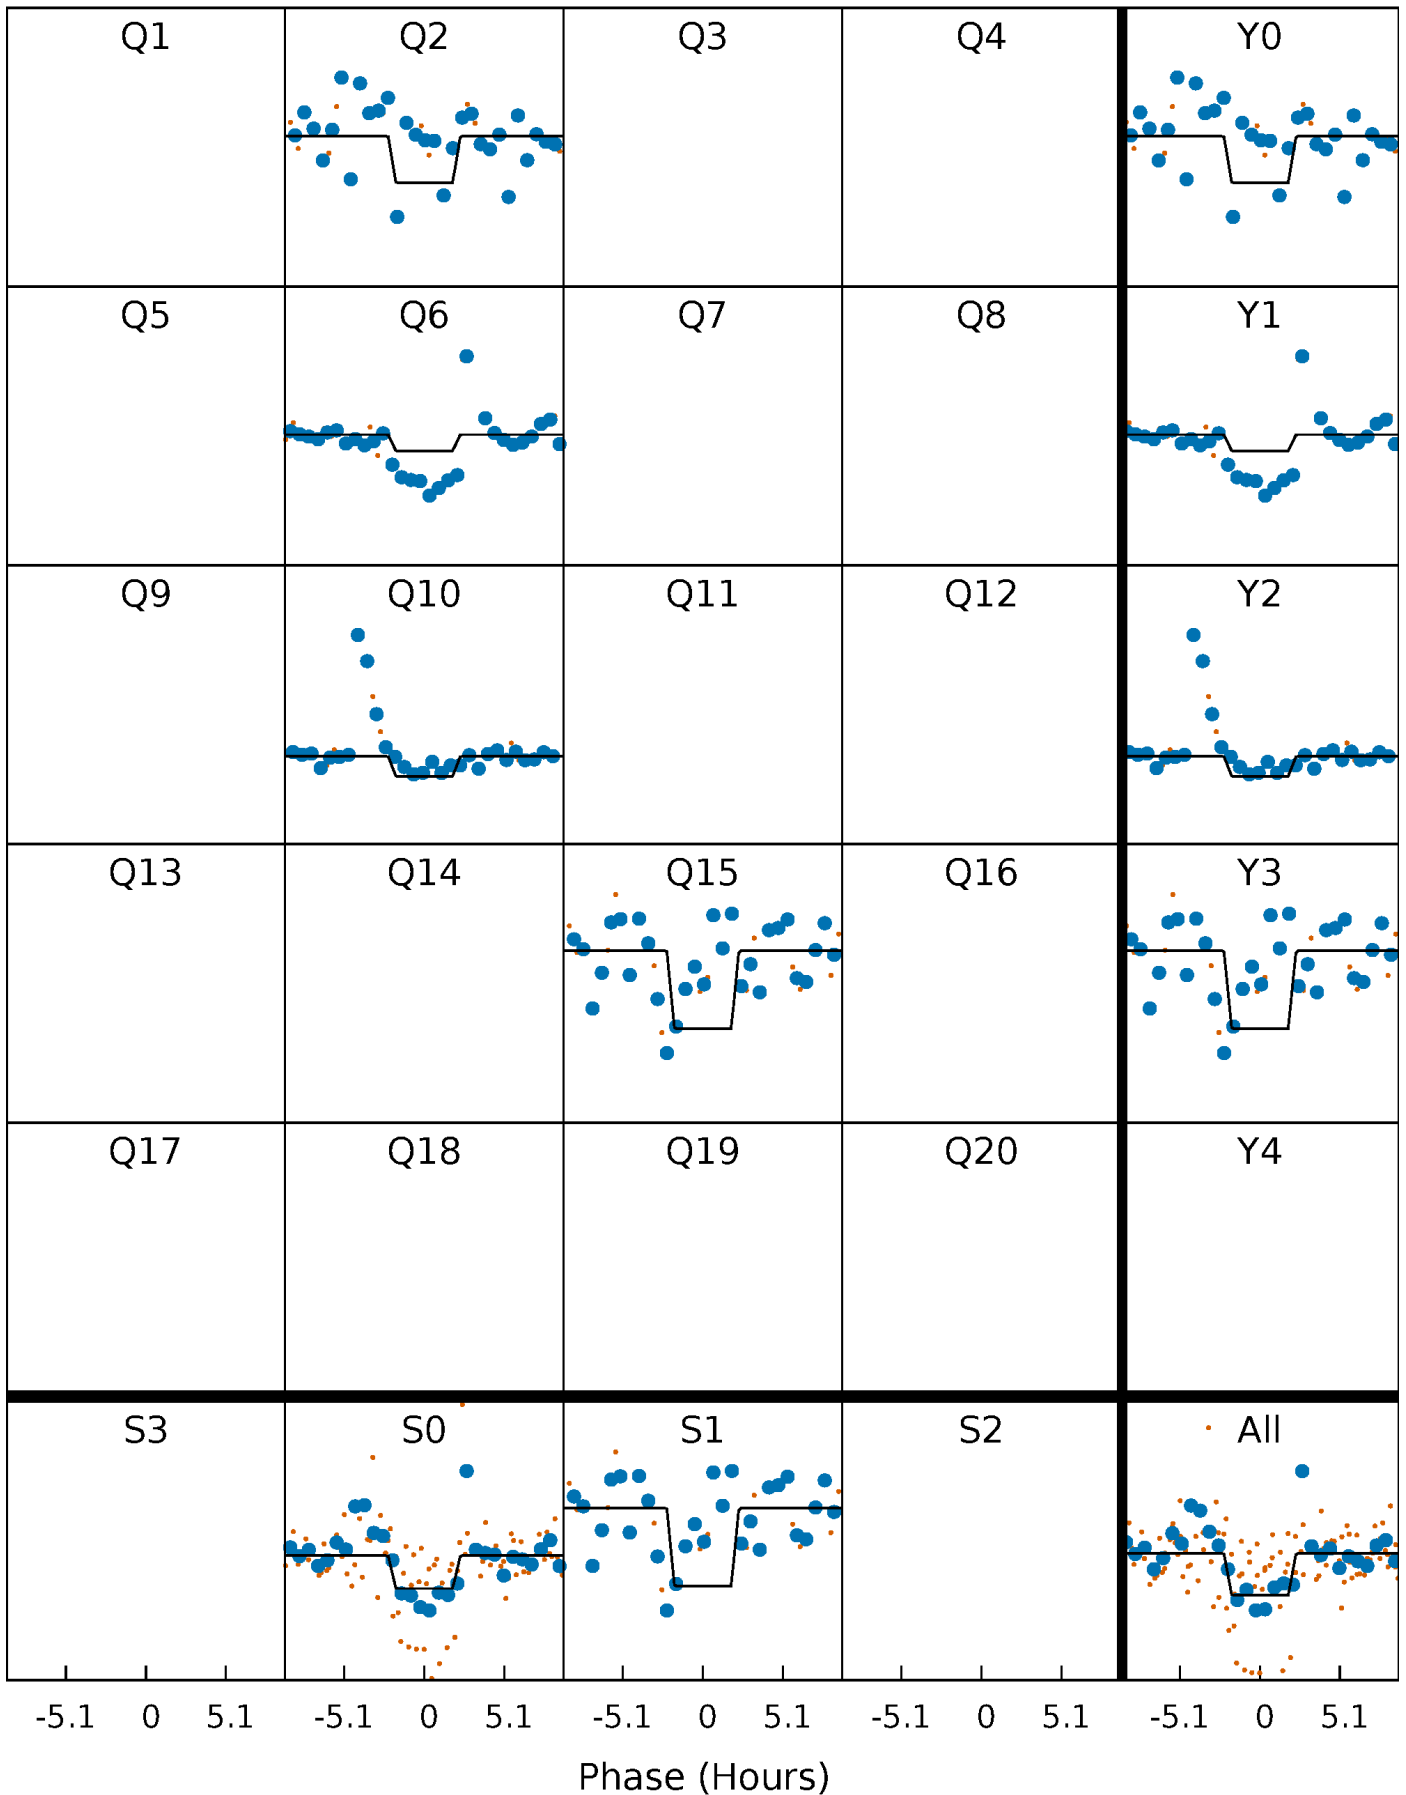 Q1 Q2 Q3 Q4 Y0
Q5 Q6 Q7 Q8 Y1
Q9 Q10 Q11 Q12 Y2
Q13 Q14 Q15 Q16 Y3
Q17 Q18 Q19 Q20 Y4
S3 S0 S1 S2 All
-5.1 0 5.1 -5.1 0 5.1 -5.1 0 5.1 -5.1 0 5.1 -5.1 0 5.1
Phase (Hours)